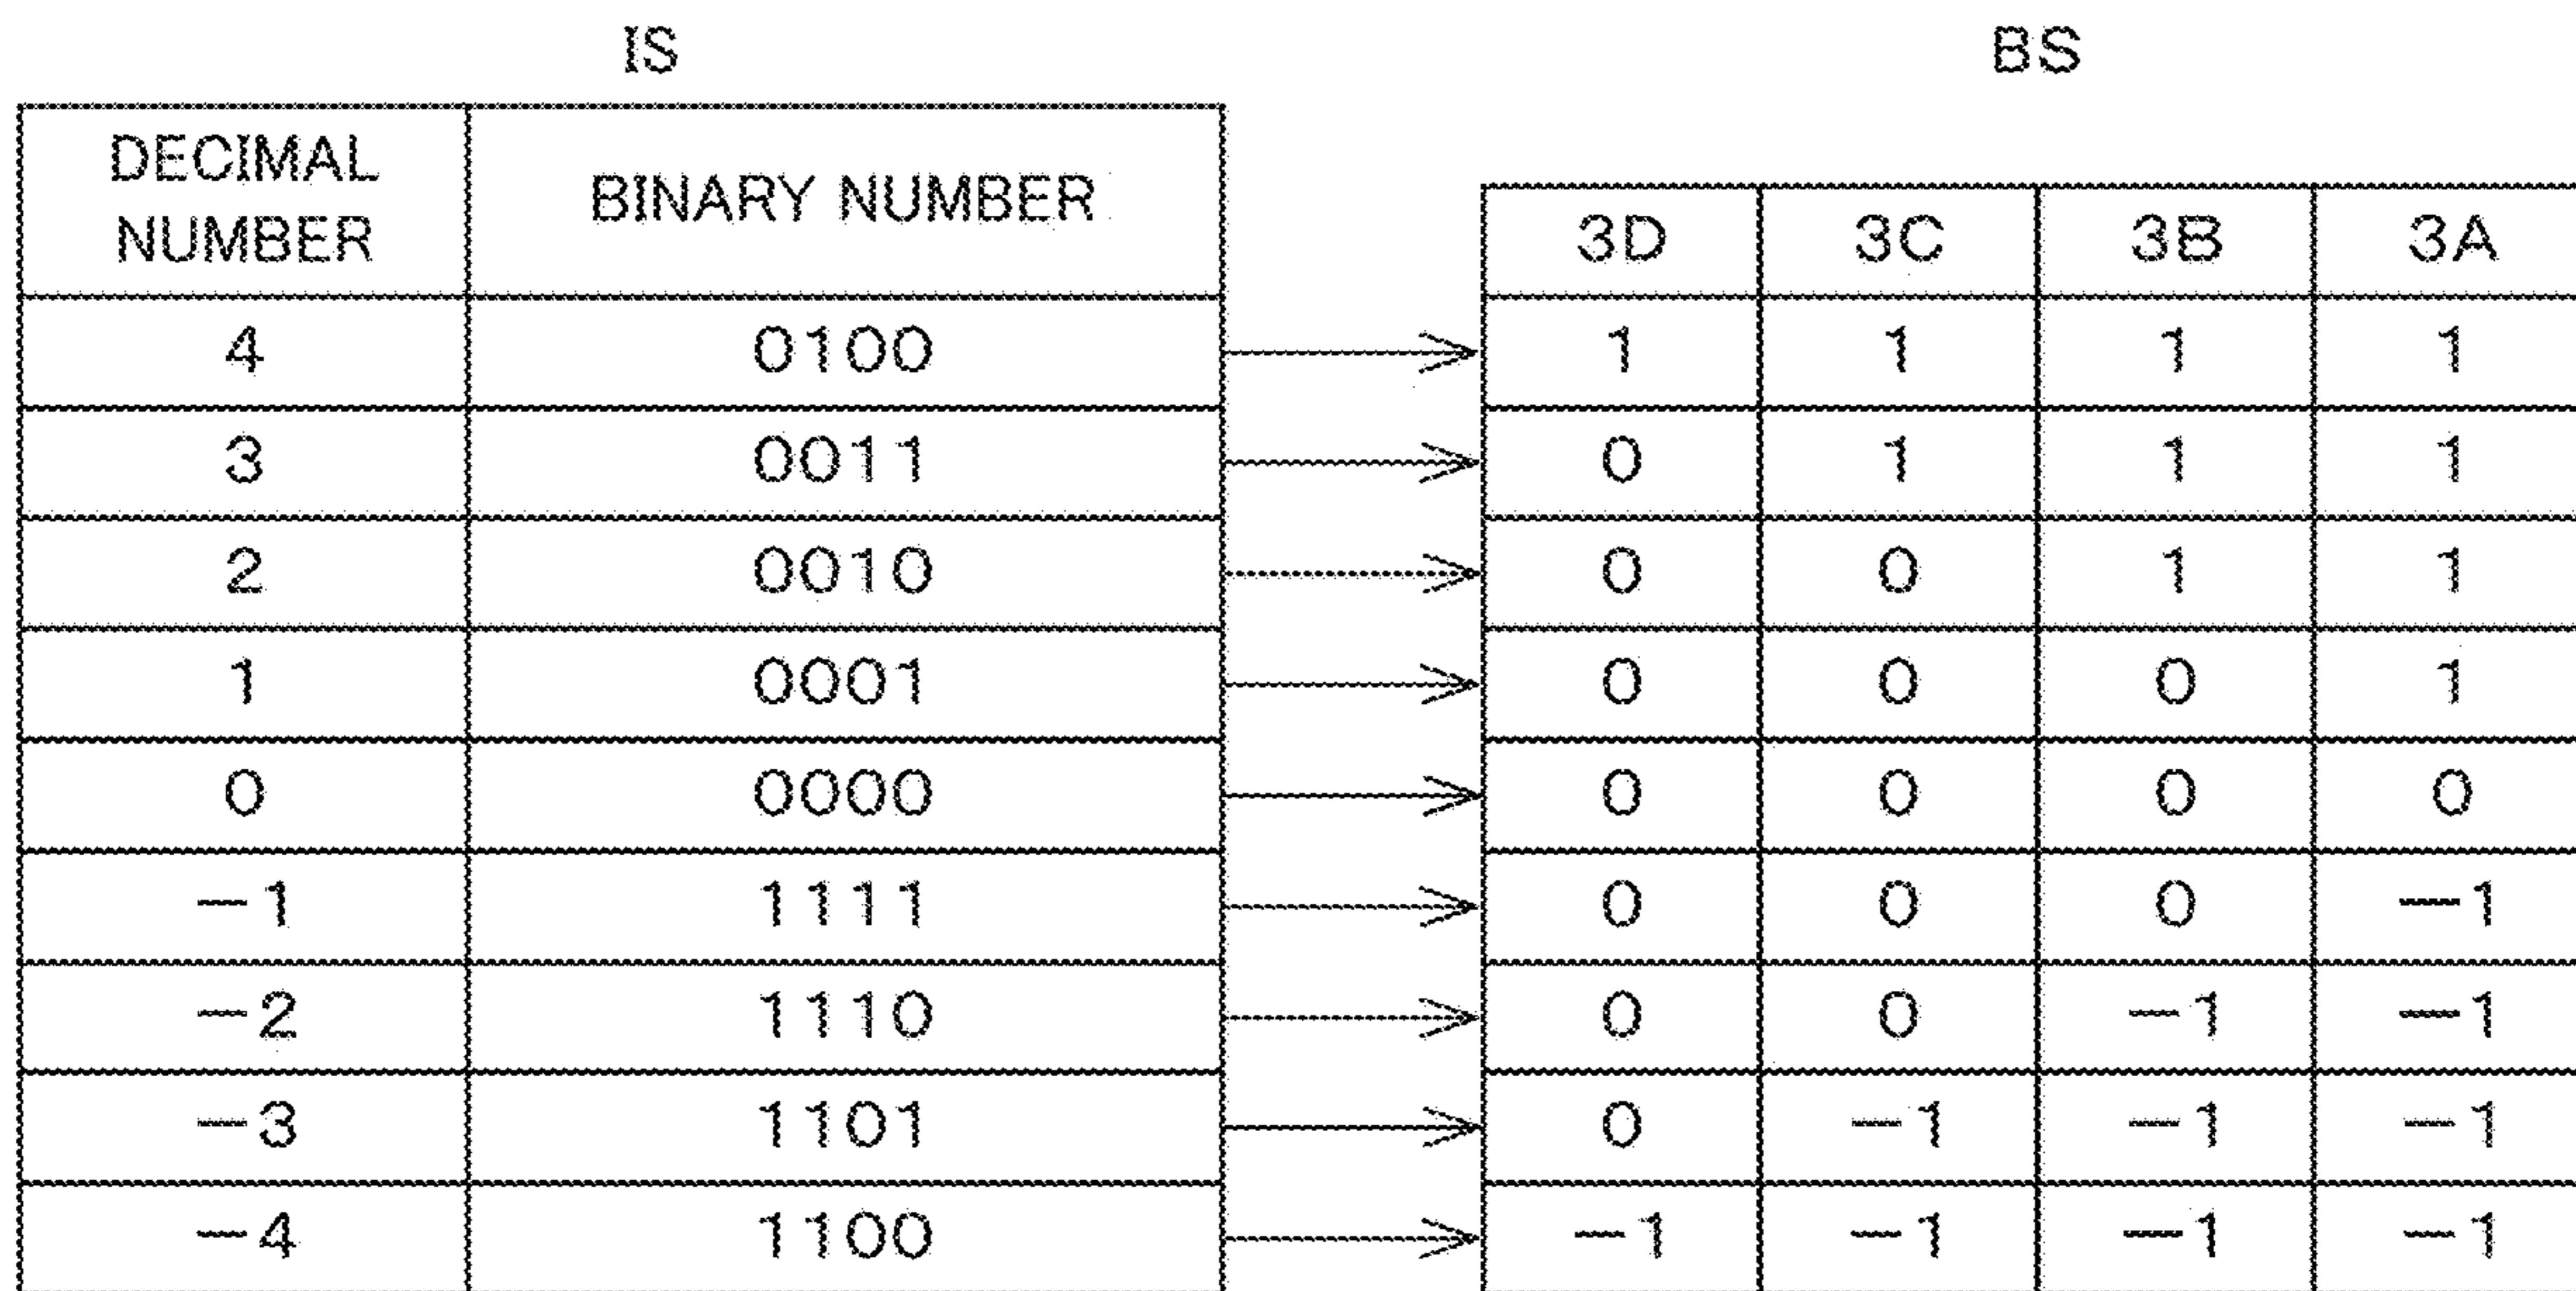 IS BS
DECIMAL
NUMBER BINARY NUMBER 3D 3C 3B 3A
4 0100 1 1 1 1
3 0011 0 1 1 1
2 0010 0 0 1 1
1 0001 0 0 0 1
0 0000 0 0 0 0
−1 1111 0 0 0 −1
−2 1110 0 0 −1 −1
−3 1101 0 −1 −1 −1
−4 1100 −1 −1 −1 −1